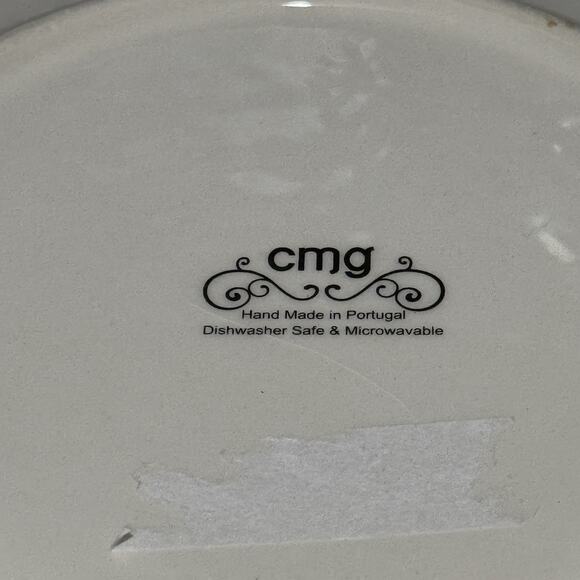 cmg
Hand Made in Portugal
Dishwasher Safe & Microwavable